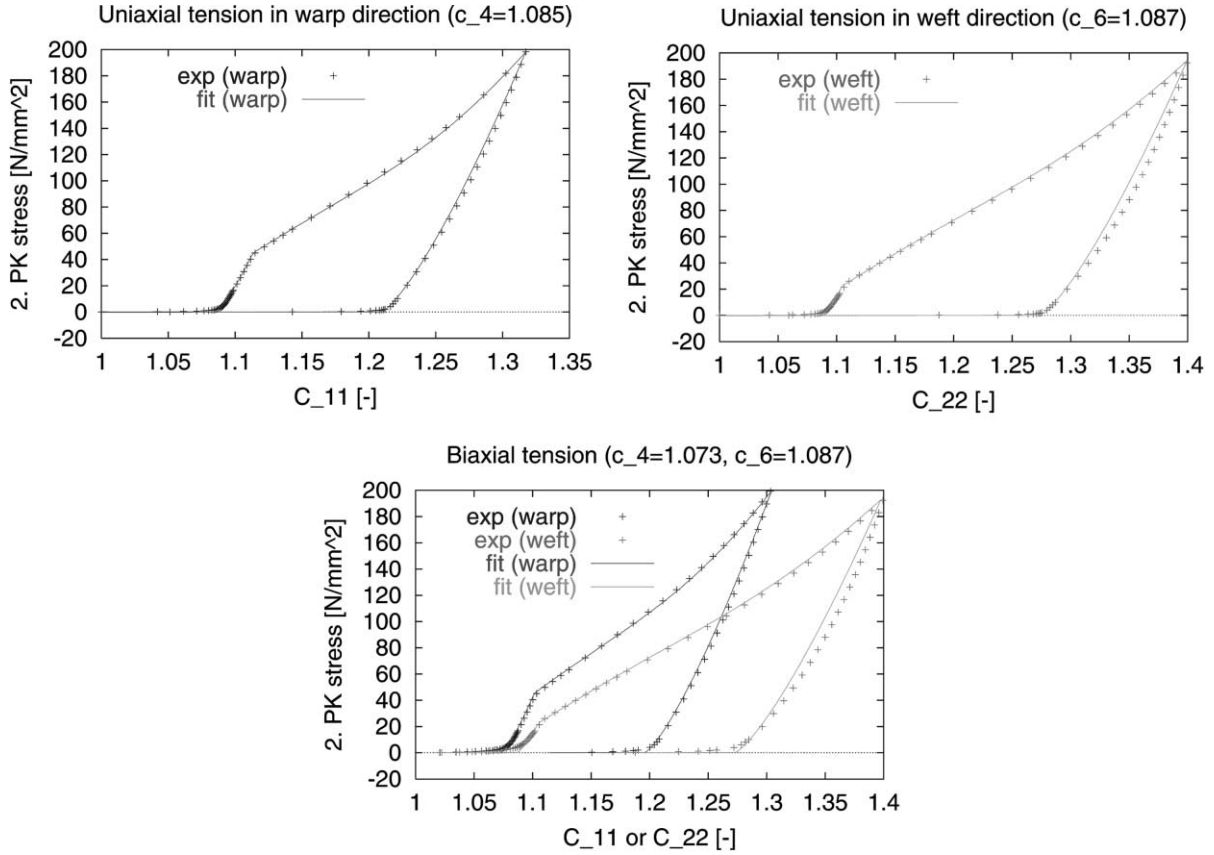 Uniaxial tension in warp direction (c_4=1.085)
200
180
160
140
120
100
80
60
40
20
0
-20
2. PK stress [N/mm^2]
exp (warp)
fit (warp)
1 1.05 1.1 1.15 1.2 1.25 1.3 1.35
C_11 [-]
Uniaxial tension in weft direction (c_6=1.087)
200
180
160
140
120
100
80
60
40
20
0
-20
2. PK stress [N/mm^2]
exp (weft)
fit (weft)
1 1.05 1.1 1.15 1.2 1.25 1.3 1.35 1.4
C_22 [-]
Biaxial tension (c_4=1.073, c_6=1.087)
200
180
160
140
120
100
80
60
40
20
0
-20
2. PK stress [N/mm^2]
exp (warp)
exp (weft)
fit (warp)
fit (weft)
1 1.05 1.1 1.15 1.2 1.25 1.3 1.35 1.4
C_11 or C_22 [-]